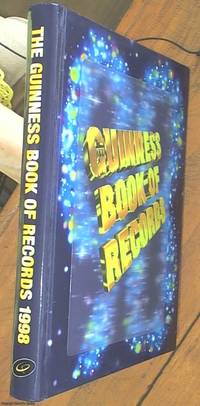 THE GUINNESS BOOK OF RECORDS 1998
GUINNESS
BOOK OF
RECORDS